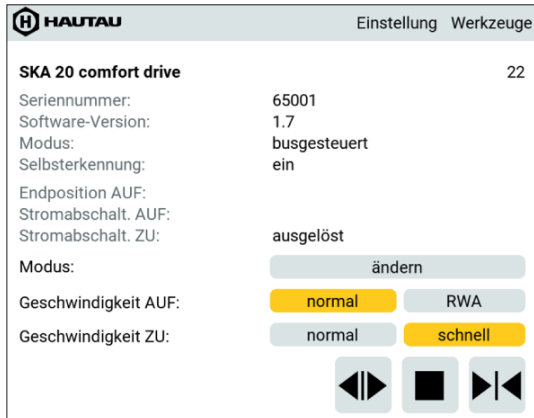 H HAUTAU Einstellung Werkzeuge
SKA 20 comfort drive 22
Seriennummer: 65001
Software-Version: 1.7
Modus: busgesteuert
Selbsterkennung: ein
Endposition AUF:
Stromabschalt. AUF:
Stromabschalt. ZU: ausgelöst
Modus: ändern
Geschwindigkeit AUF: normal RWA
Geschwindigkeit ZU: normal schnell